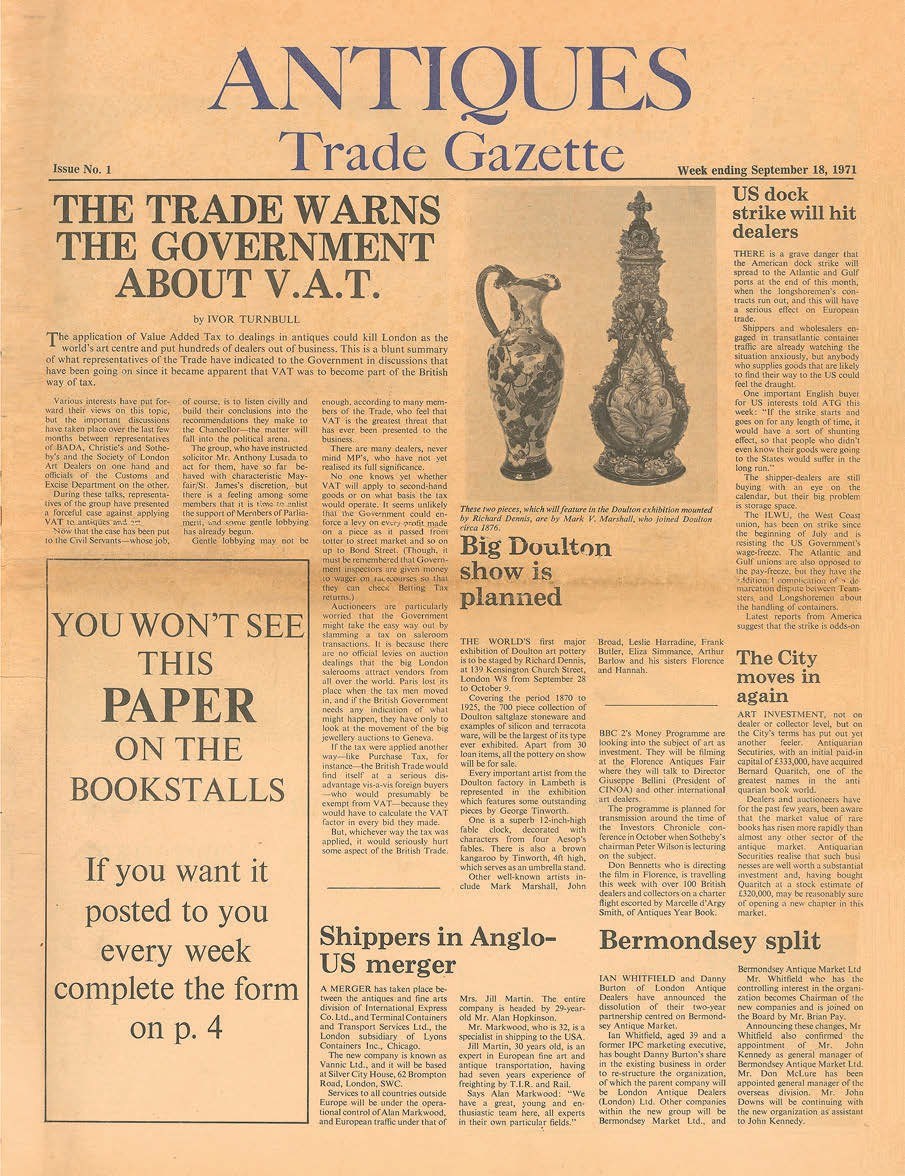 ANTIQUES
Trade Gazette
Issue No. 1
Week ending September 18, 1971
THE TRADE WARNS
THE GOVERNMENT
ABOUT V.A.T.
by IVOR TURNBULL
The application of Value Added Tax to dealings in antiques could kill London as the
world's art centre and put hundreds of dealers out of business. This is a blunt summary
of what representatives of the Trade have indicated to the Government in discussions that
have been going on since it became apparent that VAT was to become part of the British
way of tax.
Various interests have put for-
ward their views on this topic,
but the important discussions
have taken place over the last few
months between representatives
of BADA, Christie's and Sothe-
by's and the Society of London
Art Dealers on one hand and
officials of the Customs and
Excise Department on the other.
During these talks, representa-
tives of the group have presented
a forceful case against applying
VAT to antiques and
Now that the case has been put
to the Civil Servants—whose job,
of course, is to listen civilly and
build their conclusions into the
recommendations they make to
the Chancellor—the matter will
fall into the political arena.
The group, who have instructed
solicitor Mr. Anthony Lusada to
act for them, have so far be-
haved with characteristic May-
fair/St. James's discretion, but
there is a feeling among some
members that it is time to enlist
the support of Members of Parlia-
ment, and some gentle lobbying
has already begun.
Gentle lobbying may not be
enough, according to many mem-
bers of the Trade, who feel that
VAT is the greatest threat that
has ever been presented to the
business.
There are many dealers, never
mind MP's, who have not yet
realised its full significance.
No one knows yet whether
VAT will apply to second-hand
goods or on what basis the tax
would operate. It seems unlikely
that the Government could en-
force a levy on every profit made
on a piece as it passed from
totter to street market and so on
up to Bond Street. (Though, it
must be remembered that Govern-
ment inspectors are given money
to wager on racecourses so that
they can check Betting Tax
returns.)
Auctioneers are particularly
worried that the Government
might take the easy way out by
slamming a tax on saleroom
transactions. It is because there
are no official levies on auction
dealings that the big London
salerooms attract vendors from
all over the world. Paris lost its
place when the tax men moved
in, and if the British Government
needs any indication of what
might happen, they have only to
look at the movement of the big
jewellery auctions to Geneva.
If the tax were applied another
way—like Purchase Tax, for
instance—the British Trade would
find itself at a serious dis-
advantage vis-a-vis foreign buyers
—who would presumably be
exempt from VAT—because they
would have to calculate the VAT
factor in every bid they made.
But, whichever way the tax was
applied, it would seriously hurt
some aspect of the British Trade.
YOU WON'T SEE
THIS
PAPER
ON THE
BOOKSTALLS
If you want it
posted to you
every week
complete the form
on p. 4
These two pieces, which will feature in the Doulton exhibition mounted
by Richard Dennis, are by Mark V. Marshall, who joined Doulton
circa 1876.
Big Doulton
show is
planned
THE WORLD'S first major
exhibition of Doulton art pottery
is to be staged by Richard Dennis,
at 139 Kensington Church Street,
London W8 from September 28
to October 9.
Covering the period 1870 to
1925, the 700 piece collection of
Doulton saltglaze stoneware and
examples of silicon and terracota
ware, will be the largest of its type
ever exhibited. Apart from 30
loan items, all the pottery on show
will be for sale.
Every important artist from the
Doulton factory in Lambeth is
represented in the exhibition
which features some outstanding
pieces by George Tinworth.
One is a superb 12-inch-high
fable clock, decorated with
characters from four Aesop's
fables. There is also a brown
kangaroo by Tinworth, 4ft high,
which serves as an umbrella stand.
Other well-known artists in-
clude Mark Marshall, John
Broad, Leslie Harradine, Frank
Butler, Eliza Simmance, Arthur
Barlow and his sisters Florence
and Hannah.
BBC 2's Money Programme are
looking into the subject of art as
investment. They will be filming
at the Florence Antiques Fair
where they will talk to Director
Giuseppe Bellini (President of
CINOA) and other international
art dealers.
The programme is planned for
transmission around the time of
the Investors Chronicle con-
ference in October when Sotheby's
chairman Peter Wilson is lecturing
on the subject.
Don Bennetts who is directing
the film in Florence, is travelling
this week with over 100 British
dealers and collectors on a charter
flight escorted by Marcelle d'Argy
Smith, of Antiques Year Book.
US dock
strike will hit
dealers
THERE is a grave danger that
the American dock strike will
spread to the Atlantic and Gulf
ports at the end of this month,
when the longshoremen's con-
tracts run out, and this will have
a serious effect on European
trade.
Shippers and wholesalers en-
gaged in transatlantic container
traffic are already watching the
situation anxiously, but anybody
who supplies goods that are likely
to find their way to the US could
feel the draught.
One important English buyer
for US interests told ATG this
week: "If the strike starts and
goes on for any length of time, it
would have a sort of shunting
effect, so that people who didn't
even know their goods were going
to the States would suffer in the
long run."
The shipper-dealers are still
buying with an eye on the
calendar, but their big problem
is storage space.
The ILWU, the West Coast
union, has been on strike since
the beginning of July and is
resisting the US Government's
wage-freeze. The Atlantic and
Gulf unions are also opposed to
the pay-freeze, but they have the
additional complication of a de-
marcation dispute between Team-
sters and Longshoremen about
the handling of containers.
Latest reports from America
suggest that the strike is odds-on
The City
moves in
again
ART INVESTMENT, not on
dealer or collector level, but on
the City's terms has put out yet
another feeler. Antiquarian
Secutiries, with an initial paid-in
capital of £333,000, have acquired
Bernard Quaritch, one of the
greatest names in the anti
quarian book world.
Dealers and auctioneers have
for the past few years, been aware
that the market value of rare
books has risen more rapidly than
almost any other sector of the
antique market. Antiquarian
Securities realise that such busi
nesses are well worth a substantial
investment and, having bought
Quaritch at a stock estimate of
£320,000, may be reasonably sure
of opening a new chapter in this
market.
Shippers in Anglo-
US merger
A MERGER has taken place be-
tween the antiques and fine arts
division of International Express
Co. Ltd., and Terminal Containers
and Transport Services Ltd., the
London subsidiary of Lyons
Containers Inc., Chicago.
The new company is known as
Vannic Ltd., and it will be based
at Silver City House, 62 Brompton
Road, London, SWC.
Services to all countries outside
Europe will be under the opera-
tional control of Alan Markwood,
and European traffic under that of
Mrs. Jill Martin. The entire
company is headed by 29-year-
old Mr. Alan Hopkinson.
Mr. Markwood, who is 32, is a
specialist in shipping to the USA.
Jill Martin, 30 years old, is an
expert in European fine art and
antique transportation, having
had seven years experience of
freighting by T.I.R. and Rail.
Says Alan Markwood: "We
have a great, young and en-
thusiastic team here, all experts
in their own particular fields."
Bermondsey split
IAN WHITFIELD and Danny
Burton of London Antique
Dealers have announced the
dissolution of their two-year
partnership centred on Bermond-
sey Antique Market.
Ian Whitfield, aged 39 and a
former IPC marketing executive,
has bought Danny Burton's share
in the existing business in order
to re-structure the organization,
of which the parent company will
be London Antique Dealers
(London) Ltd. Other companies
within the new group will be
Bermondsey Market Ltd., and
Bermondsey Antique Market Ltd
Mr. Whitfield who has the
controlling interest in the organi-
zation becomes Chairman of the
new companies and is joined on
the Board by Mr. Brian Pay.
Announcing these changes, Mr
Whitfield also confirmed the
appointment of Mr. John
Kennedy as general manager of
Bermondsey Antique Market Ltd.
Mr. Don McLure has been
appointed general manager of the
overseas division. Mr. John
Downs will be continuing with
the new organization as assistant
to John Kennedy.